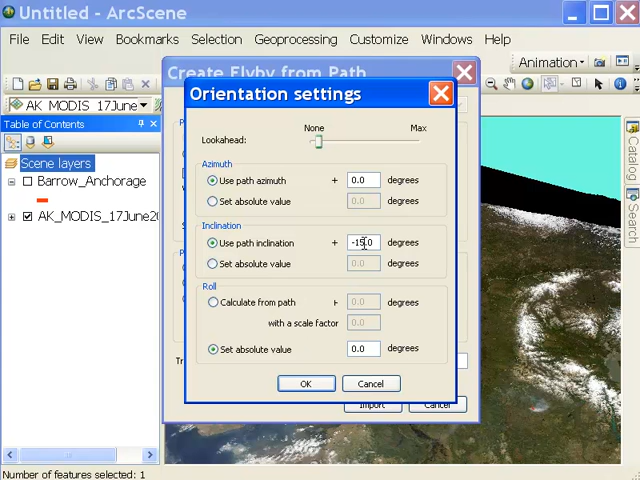 Untitled - ArcScene
File Edit View Bookmarks Selection Geoprocessing Customize Windows Help
Animation
AK_MODIS_17June
Table of Contents
Scene layers
Barrow_Anchorage
AK_MODIS_17June20
Create Flyby from Path
Orientation settings
None Max
Lookahead:
Azimuth
Use path azimuth + 0.0 degrees
Set absolute value 0.0 degrees
Inclination
Use path inclination + -15.0 degrees
Set absolute value 0.0 degrees
Roll
Calculate from path + 0.0 degrees
with a scale factor 0.0
Set absolute value 0.0 degrees
OK Cancel
Import Cancel
Catalog
Search
Number of features selected: 1